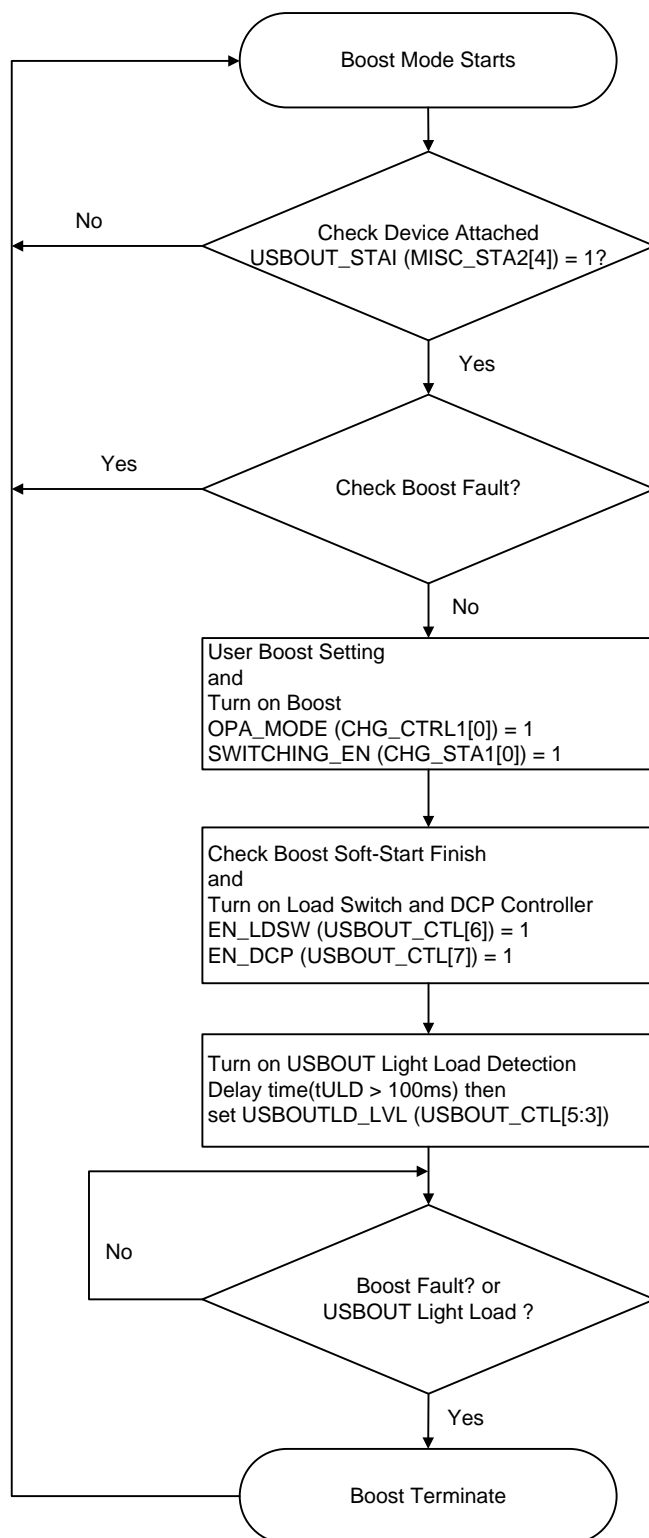 Boost Mode Starts
No
Check Device Attached
USBOUT_STAI (MISC_STA2[4]) = 1?
Yes
Yes
Check Boost Fault?
No
User Boost Setting
and
Turn on Boost
OPA_MODE (CHG_CTRL1[0]) = 1
SWITCHING_EN (CHG_STA1[0]) = 1
Check Boost Soft-Start Finish
and
Turn on Load Switch and DCP Controller
EN_LDSW (USBOUT_CTL[6]) = 1
EN_DCP (USBOUT_CTL[7]) = 1
Turn on USBOUT Light Load Detection
Delay time(tULD > 100ms) then
set USBOUTLD_LVL (USBOUT_CTL[5:3])
No
Boost Fault? or
USBOUT Light Load ?
Yes
Boost Terminate